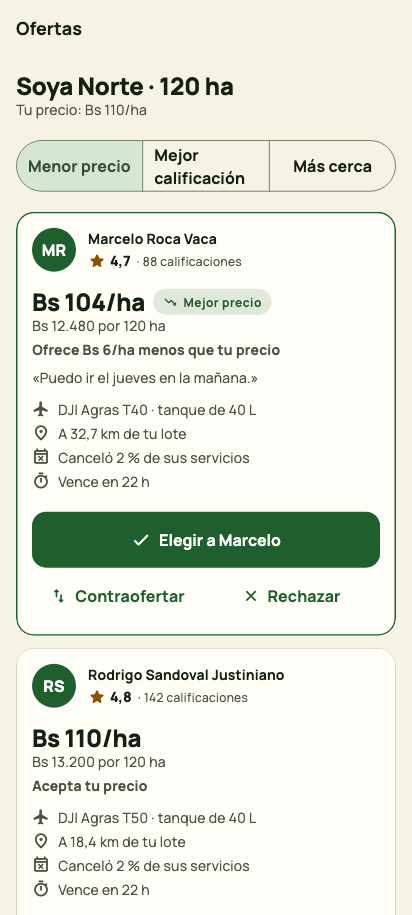 Ofertas
Soya Norte · 120 ha
Tu precio: Bs 110/ha
Menor precio
Mejor
calificación
Más cerca
MR
Marcelo Roca Vaca
4,7 · 88 calificaciones
Bs 104/ha
Mejor precio
Bs 12.480 por 120 ha
Ofrece Bs 6/ha menos que tu precio
«Puedo ir el jueves en la mañana.»
DJI Agras T40 · tanque de 40 L
A 32,7 km de tu lote
Canceló 2 % de sus servicios
Vence en 22 h
Elegir a Marcelo
Contraofertar
Rechazar
RS
Rodrigo Sandoval Justiniano
4,8 · 142 calificaciones
Bs 110/ha
Bs 13.200 por 120 ha
Acepta tu precio
DJI Agras T50 · tanque de 40 L
A 18,4 km de tu lote
Canceló 2 % de sus servicios
Vence en 22 h